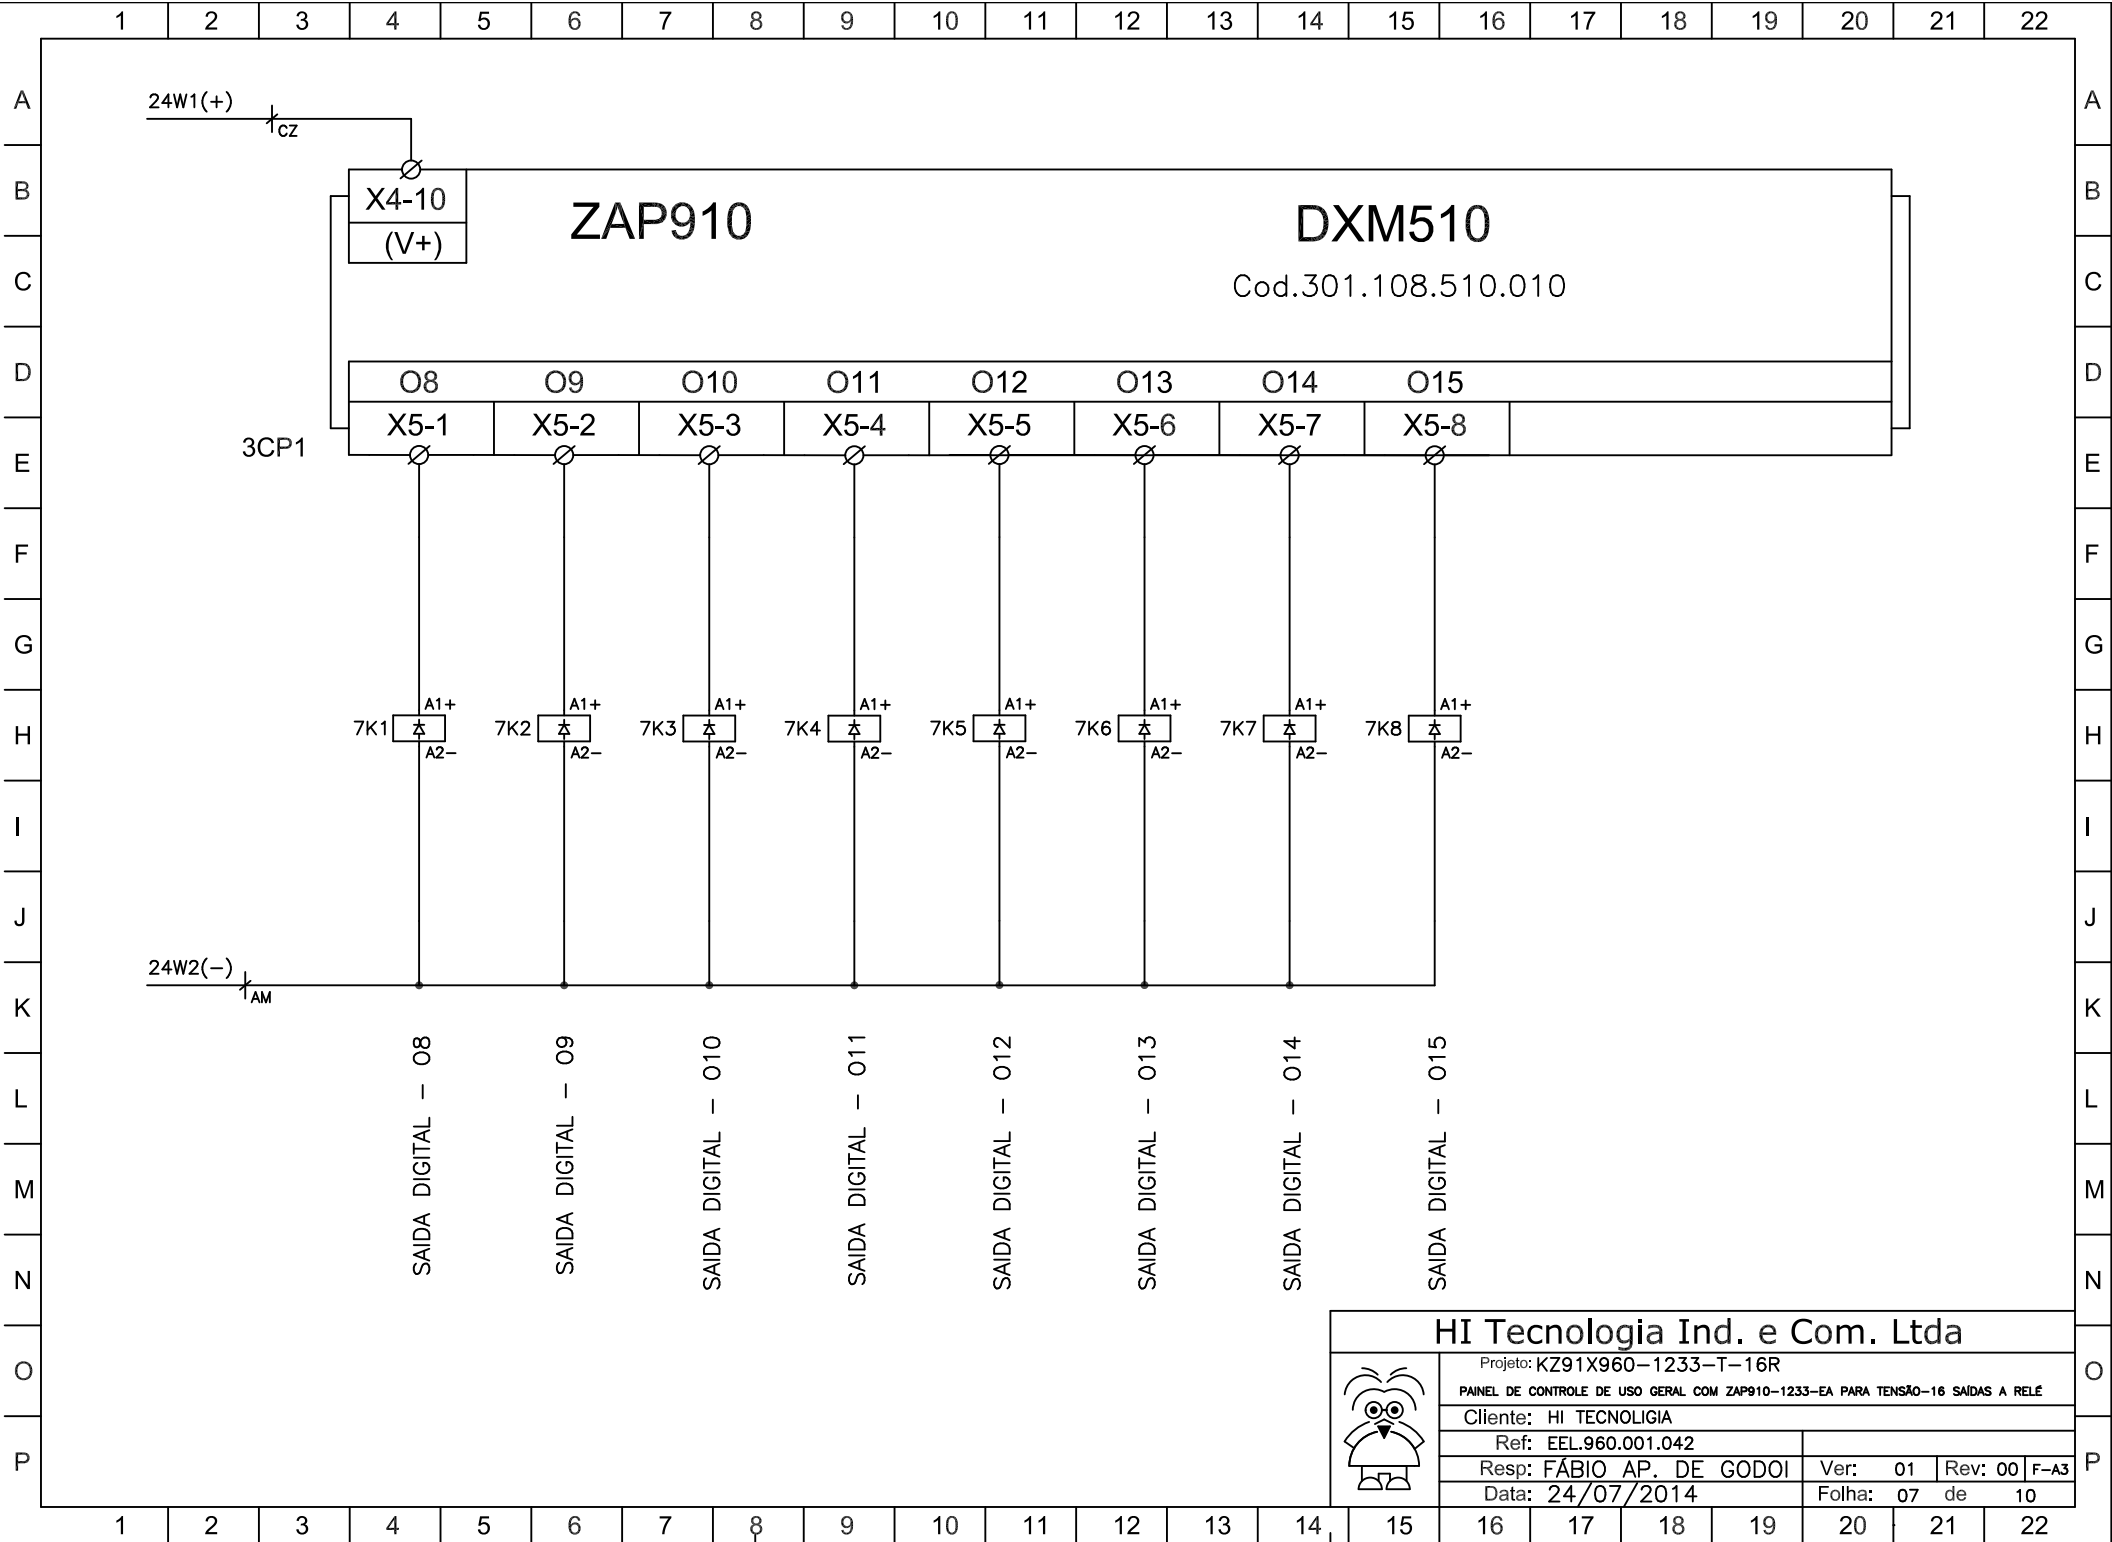 1 2 3 4 5 6 7 8 9 10 11 12 13 14 15 16 17 18 19 20 21 22
A A
24W1(+)
CZ
B B
X4-10
(V+)
ZAP910 DXM510
C C
Cod.301.108.510.010
D D
O8 O9 O10 O11 O12 O13 O14 O15
X5-1 X5-2 X5-3 X5-4 X5-5 X5-6 X5-7 X5-8
3CP1
E E
F F
G G
A1+ A1+ A1+ A1+ A1+ A1+ A1+ A1+
7K1 7K2 7K3 7K4 7K5 7K6 7K7 7K8
H H
A2- A2- A2- A2- A2- A2- A2- A2-
I I
J J
24W2(-)
AM
K K
SAIDA DIGITAL - O8
SAIDA DIGITAL - O9
SAIDA DIGITAL - O10
SAIDA DIGITAL - O11
SAIDA DIGITAL - O12
SAIDA DIGITAL - O13
SAIDA DIGITAL - O14
SAIDA DIGITAL - O15
L L
M M
N N
HI Tecnologia Ind. e Com. Ltda
O O
Projeto: KZ91X960-1233-T-16R
PAINEL DE CONTROLE DE USO GERAL COM ZAP910-1233-EA PARA TENSÃO-16 SAÍDAS A RELÉ
Cliente: HI TECNOLIGIA
Ref: EEL.960.001.042
P P
Resp: FÁBIO AP. DE GODOI Ver: 01 Rev: 00 F-A3
Data: 24/07/2014 Folha: 07 de 10
1 2 3 4 5 6 7 8 9 10 11 12 13 14 15 16 17 18 19 20 21 22